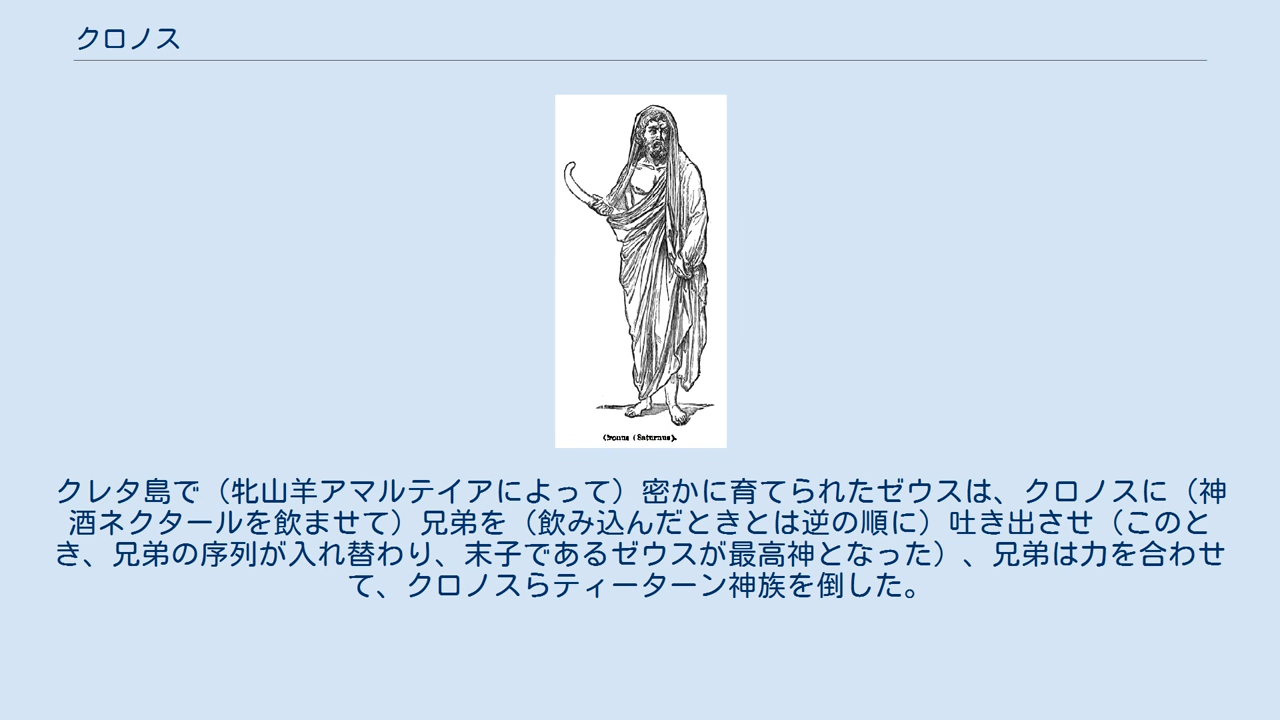 クロノス
Cronus (Saturnus).
クレタ島で（牝山羊アマルテイアによって）密かに育てられたゼウスは、クロノスに（神
酒ネクタールを飲ませて）兄弟を（飲み込んだときとは逆の順に）吐き出させ（このと
き、兄弟の序列が入れ替わり、末子であるゼウスが最高神となった）、兄弟は力を合わせ
て、クロノスらティーターン神族を倒した。